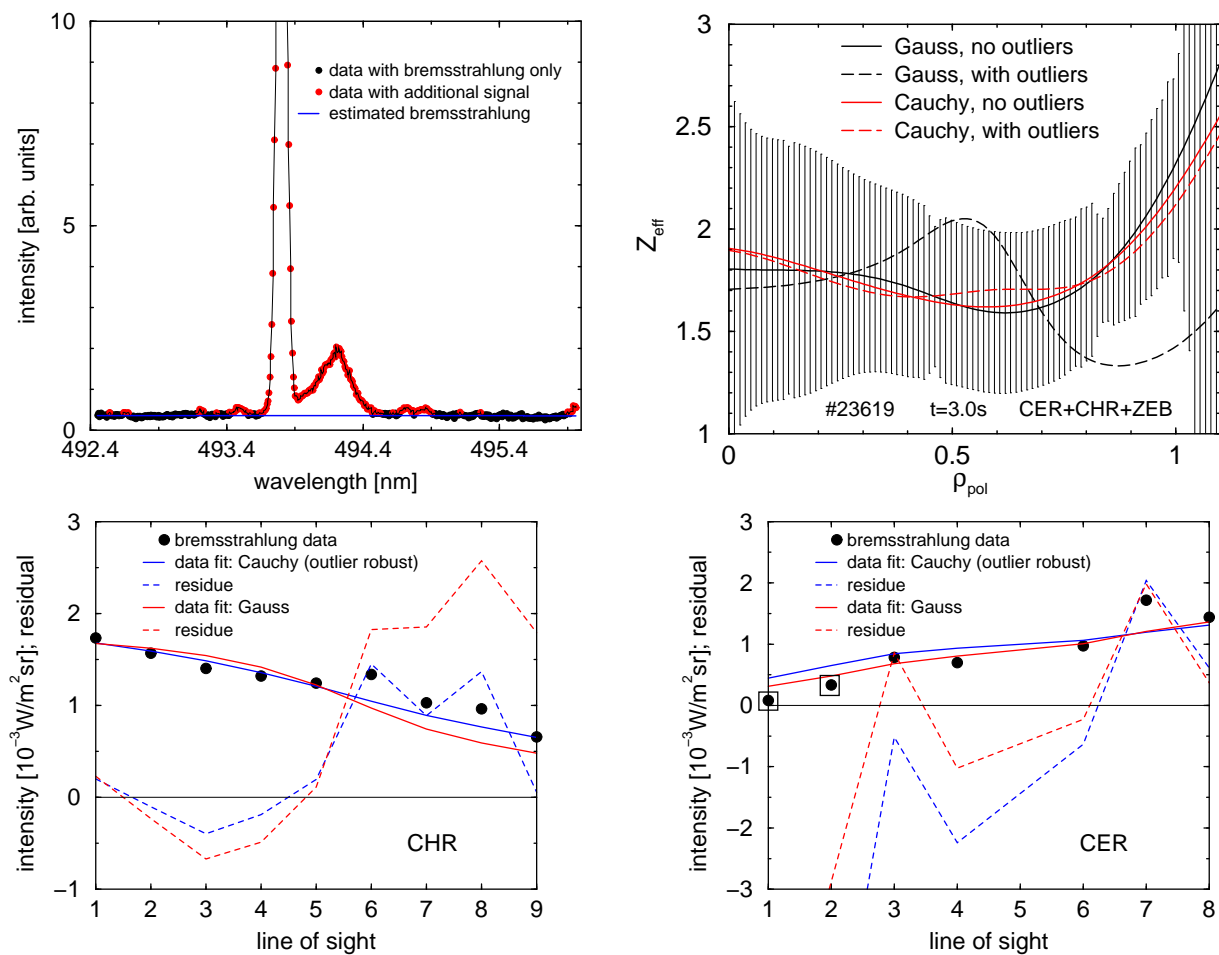 10
5
0
492.4 493.4 494.4 495.4
wavelength [nm]
intensity [arb. units]
data with bremsstrahlung only
data with additional signal
estimated bremsstrahlung
3
2.5
2
1.5
1
0 0.5 1
ρpol
Zeff
Gauss, no outliers
Gauss, with outliers
Cauchy, no outliers
Cauchy, with outliers
#23619 t=3.0s CER+CHR+ZEB
3
2
1
0
−1
1 2 3 4 5 6 7 8 9
line of sight
intensity [10⁻³W/m²sr]; residual
bremsstrahlung data
data fit: Cauchy (outlier robust)
residue
data fit: Gauss
residue
CHR
3
2
1
0
−1
−2
−3
1 2 3 4 5 6 7 8
line of sight
intensity [10⁻³W/m²sr]; residual
bremsstrahlung data
data fit: Cauchy (outlier robust)
residue
data fit: Gauss
residue
CER